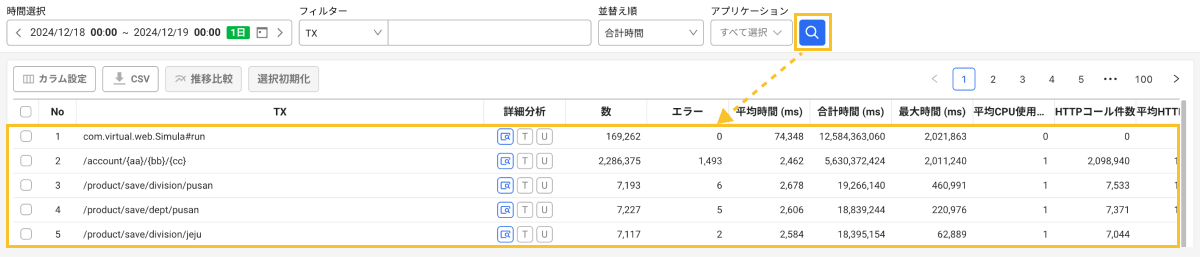 時間選択 フィルター 並替え順 アプリケーション
2024/12/18 00:00 ~ 2024/12/19 00:00 1日 TX 合計時間 すべて選択
カラム設定 CSV 推移比較 選択初期化 1 2 3 4 5 ••• 100
No TX 詳細分析 数 エラー 平均時間 (ms) 合計時間 (ms) 最大時間 (ms) 平均CPU使用... HTTPコール件数 平均HTTP
1 com.virtual.web.Simula#run T U 169,262 0 74,348 12,584,363,060 2,021,863 0 0
2 /account/{aa}/{bb}/{cc} T U 2,286,375 1,493 2,462 5,630,372,424 2,011,240 1 2,098,940 1
3 /product/save/division/pusan T U 7,193 6 2,678 19,266,140 460,991 1 7,533 1
4 /product/save/dept/pusan T U 7,227 5 2,606 18,839,244 220,976 1 7,371 1
5 /product/save/division/jeju T U 7,117 2 2,584 18,395,154 62,889 1 7,044